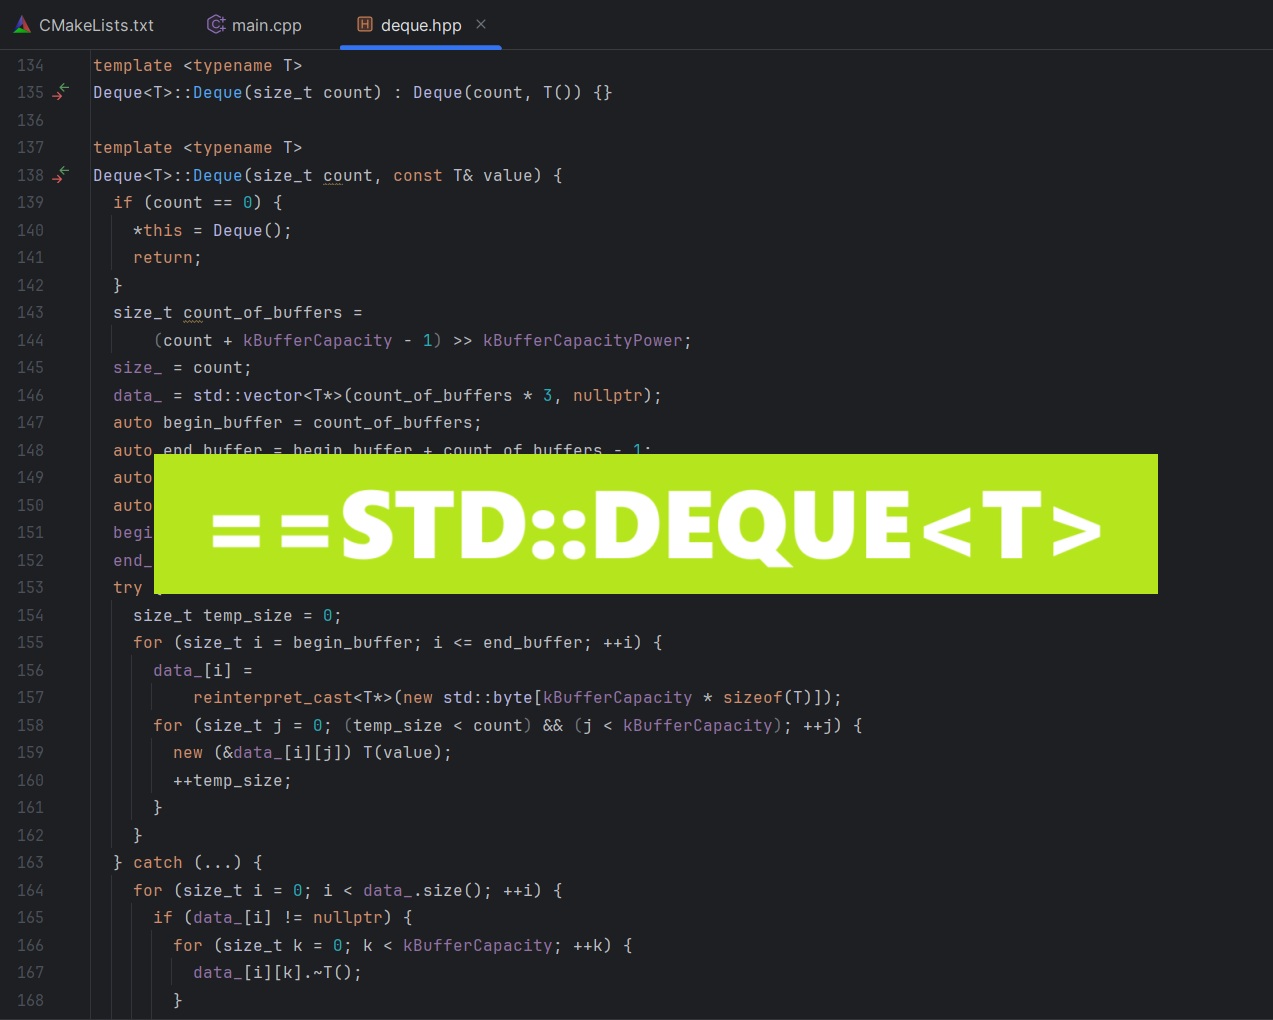 CMakeLists.txt main.cpp deque.hpp ×
134 template <typename T>
135 Deque<T>::Deque(size_t count) : Deque(count, T()) {}
136
137 template <typename T>
138 Deque<T>::Deque(size_t count, const T& value) {
139 if (count == 0) {
140 *this = Deque();
141 return;
142 }
143 size_t count_of_buffers =
144 (count + kBufferCapacity - 1) >> kBufferCapacityPower;
145 size_ = count;
146 data_ = std::vector<T*>(count_of_buffers * 3, nullptr);
147 auto begin_buffer = count_of_buffers;
148 auto end_buffer = begin_buffer + count_of_buffers - 1;
149 auto
150 auto
151 begi
152 end_
==STD::DEQUE<T>
153 try {
154 size_t temp_size = 0;
155 for (size_t i = begin_buffer; i <= end_buffer; ++i) {
156 data_[i] =
157 reinterpret_cast<T*>(new std::byte[kBufferCapacity * sizeof(T)]);
158 for (size_t j = 0; (temp_size < count) && (j < kBufferCapacity); ++j) {
159 new (&data_[i][j]) T(value);
160 ++temp_size;
161 }
162 }
163 } catch (...) {
164 for (size_t i = 0; i < data_.size(); ++i) {
165 if (data_[i] != nullptr) {
166 for (size_t k = 0; k < kBufferCapacity; ++k) {
167 data_[i][k].~T();
168 }